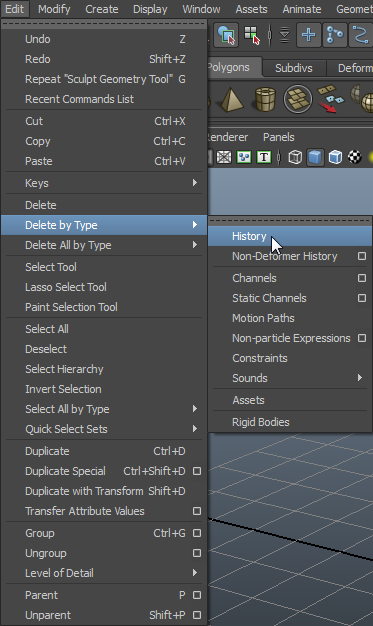 Edit Modify Create Display Window Assets Animate Geomet
Undo Z
Redo Shift+Z
Repeat "Sculpt Geometry Tool" G
Recent Commands List
Cut Ctrl+X
Copy Ctrl+C
Paste Ctrl+V
Keys
Delete
Delete by Type
Delete All by Type
Select Tool
Lasso Select Tool
Paint Selection Tool
Select All
Deselect
Select Hierarchy
Invert Selection
Select All by Type
Quick Select Sets
Duplicate Ctrl+D
Duplicate Special Ctrl+Shift+D
Duplicate with Transform Shift+D
Transfer Attribute Values
Group Ctrl+G
Ungroup
Level of Detail
Parent P
Unparent Shift+P
Polygons Subdivs Deform
enderer Panels
T
History
Non-Deformer History
Channels
Static Channels
Motion Paths
Non-particle Expressions
Constraints
Sounds
Assets
Rigid Bodies